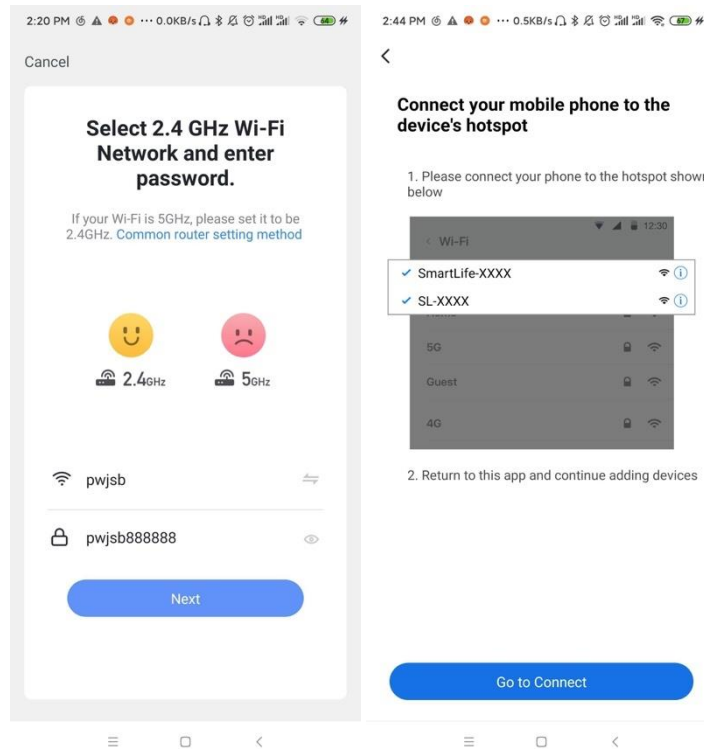 2:20 PM ··· 0.0KB/s 64
Cancel
Select 2.4 GHz Wi-Fi
Network and enter
password.
If your Wi-Fi is 5GHz, please set it to be
2.4GHz. Common router setting method
2.4GHz 5GHz
pwjsb
pwjsb888888
Next
2:44 PM ··· 0.5KB/s 67
Connect your mobile phone to the
device's hotspot
1. Please connect your phone to the hotspot shown
below
12:30
Wi-Fi
SmartLife-XXXX
SL-XXXX
5G
Guest
4G
2. Return to this app and continue adding devices
Go to Connect